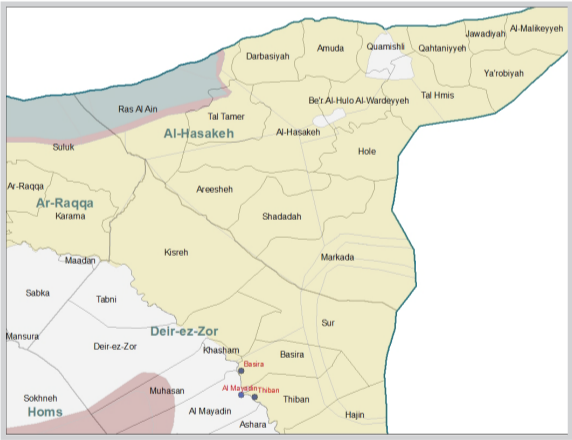 Al-Malikeyyeh
Jawadiyah
Quamishli
Amuda
Qahtaniyyeh
Darbasiyah
Ya'robiyah
Tal Hmis
Be'r Al-Hulo Al-Wardeyyeh
Ras Al Ain
Tal Tamer
Al-Hasakeh
Al-Hasakeh
Suluk
Hole
Ar-Raqqa
Areesheh
Ar-Raqqa
Karama
Shadadah
Kisreh
Markada
Maadan
Sabka
Tabni
Sur
Deir-ez-Zor
Mansura
Deir-ez-Zor
Khasham
Basira
Basira
Al Mayadin
Thiban
Muhasan
Sokhneh
Thiban
Homs
Al Mayadin
Hajin
Ashara